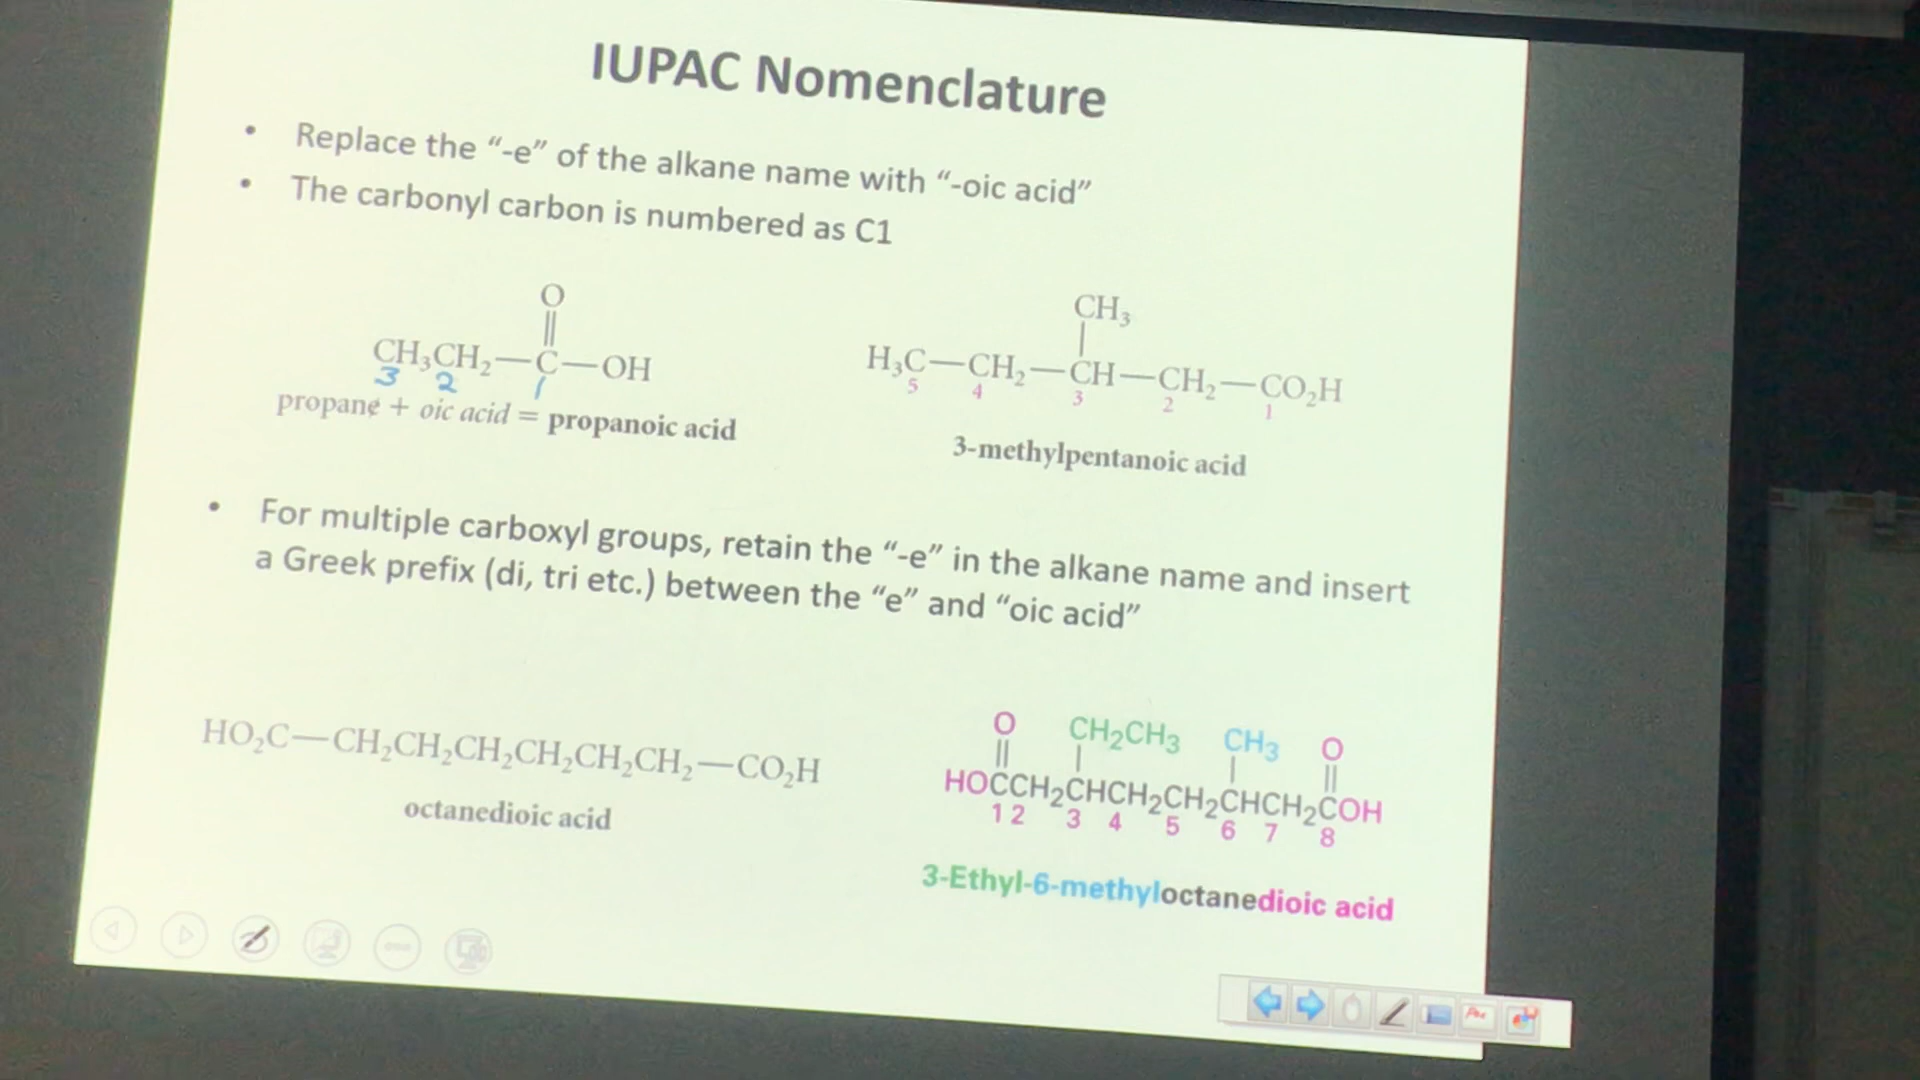 IUPAC Nomenclature
• Replace the “-e” of the alkane name with “-oic acid”
• The carbonyl carbon is numbered as C1
O
CH₃CH₂—C—OH
3 2 1
propane + oic acid = propanoic acid
CH₃
H₃C—CH₂—CH—CH₂—CO₂H
5 4 3 2 1
3-methylpentanoic acid
• For multiple carboxyl groups, retain the “-e” in the alkane name and insert
a Greek prefix (di, tri etc.) between the “e” and “oic acid”
HO₂C—CH₂CH₂CH₂CH₂CH₂CH₂—CO₂H
octanedioic acid
O CH₂CH₃ CH₃ O
HOCCH₂CHCH₂CH₂CHCH₂COH
1 2 3 4 5 6 7 8
3-Ethyl-6-methyloctanedioic acid